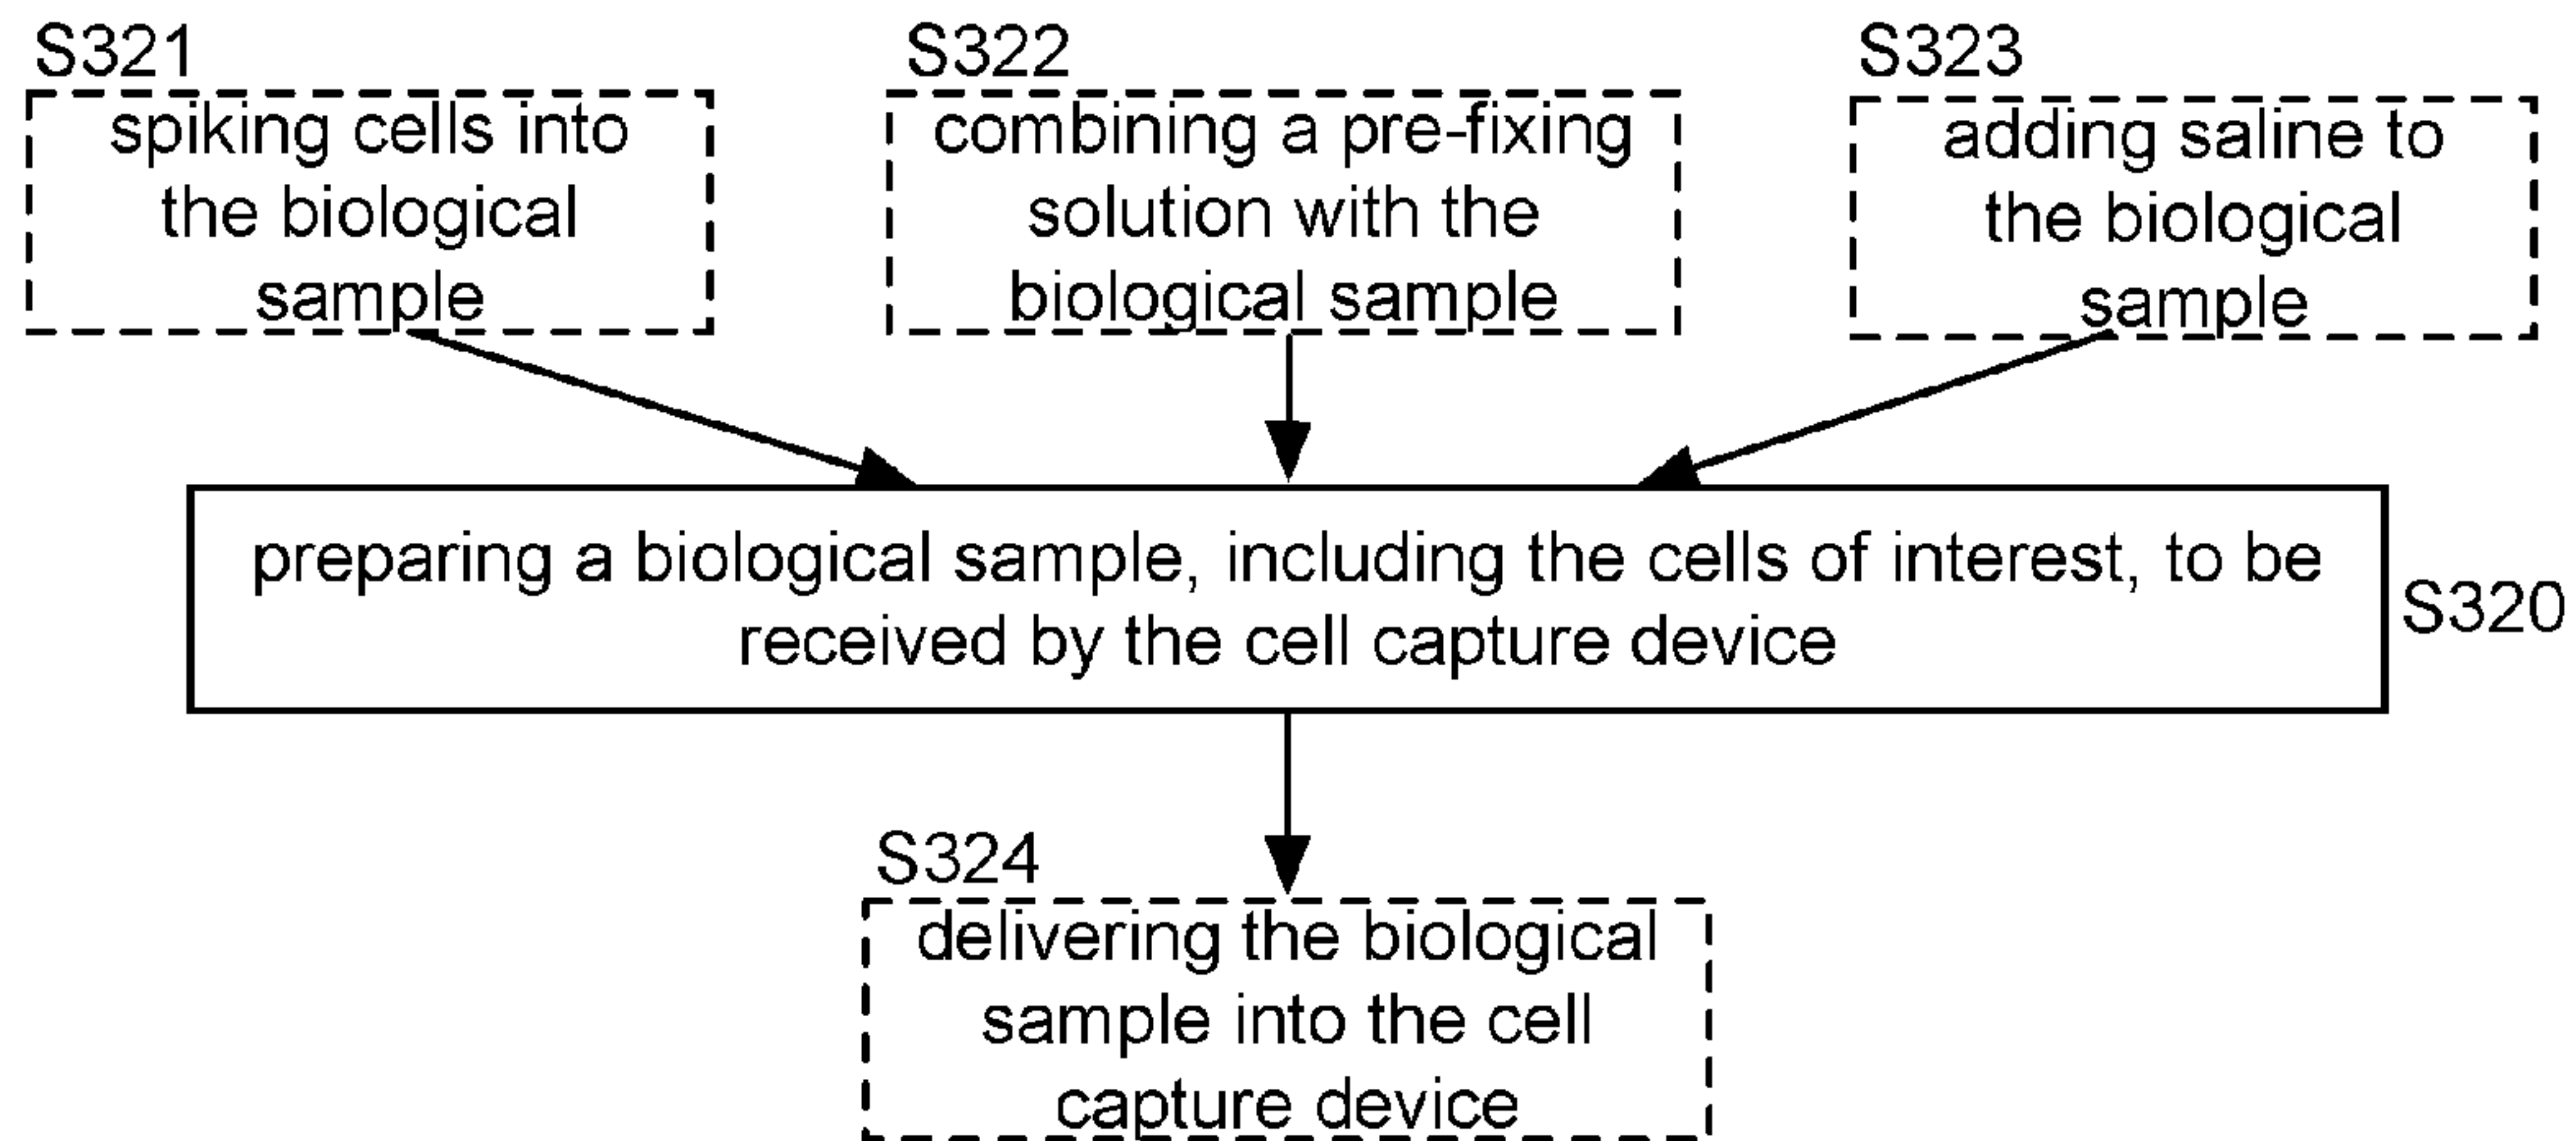 S321
spiking cells into
the biological
sample
S322
combining a pre-fixing
solution with the
biological sample
S323
adding saline to
the biological
sample
preparing a biological sample, including the cells of interest, to be
received by the cell capture device
S320
S324
delivering the biological
sample into the cell
capture device